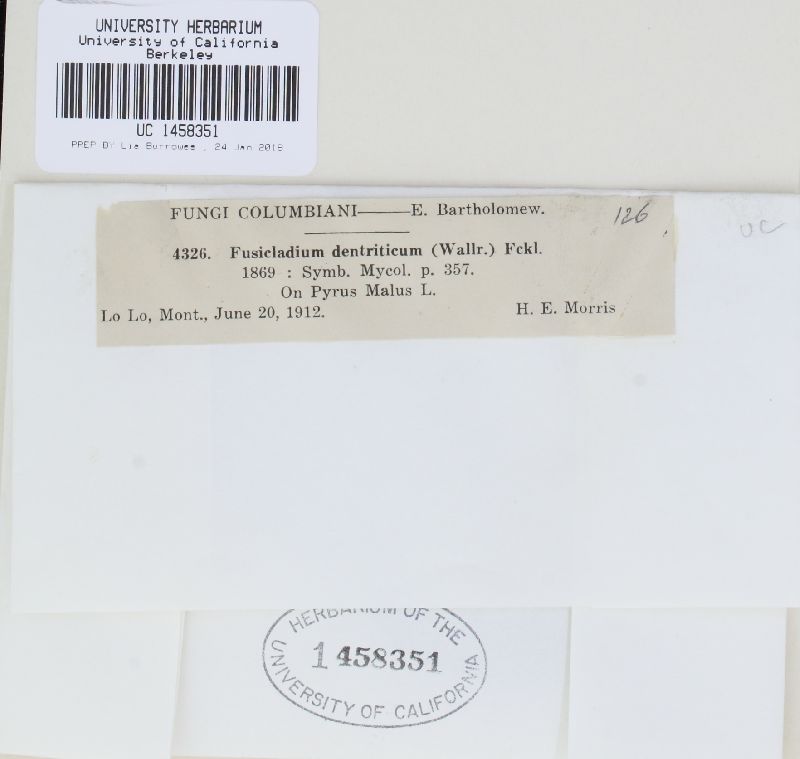 UNIVERSITY HERBARIUM
University of California
Berkeley
UC 1458351
PREP BY Lia Burrowes , 24 Jan 2018
FUNGI COLUMBIANI——E. Bartholomew.
126
UC
4326. Fusicladium dentriticum (Wallr.) Fckl.
1869 : Symb. Mycol. p. 357.
On Pyrus Malus L.
Lo Lo, Mont., June 20, 1912. H. E. Morris
HERBARIUM OF THE
1458351
UNIVERSITY OF CALIFORNIA